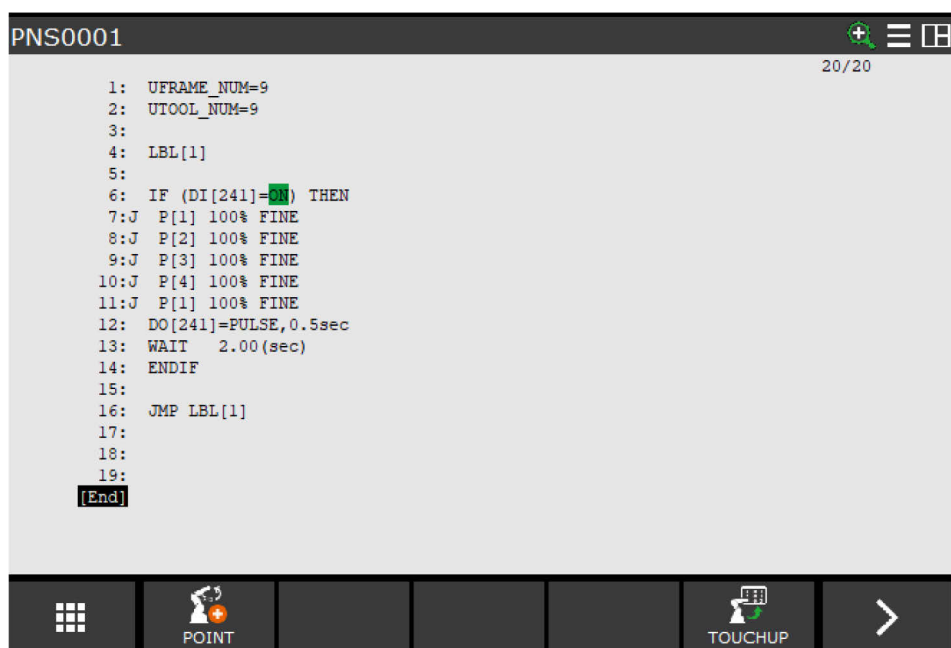 PNS0001
20/20
1: UFRAME_NUM=9
2: UTOOL_NUM=9
3:
4: LBL[1]
5:
6: IF (DI[241]=ON) THEN
7:J P[1] 100% FINE
8:J P[2] 100% FINE
9:J P[3] 100% FINE
10:J P[4] 100% FINE
11:J P[1] 100% FINE
12: DO[241]=PULSE,0.5sec
13: WAIT 2.00(sec)
14: ENDIF
15:
16: JMP LBL[1]
17:
18:
19:
[End]
POINT TOUCHUP